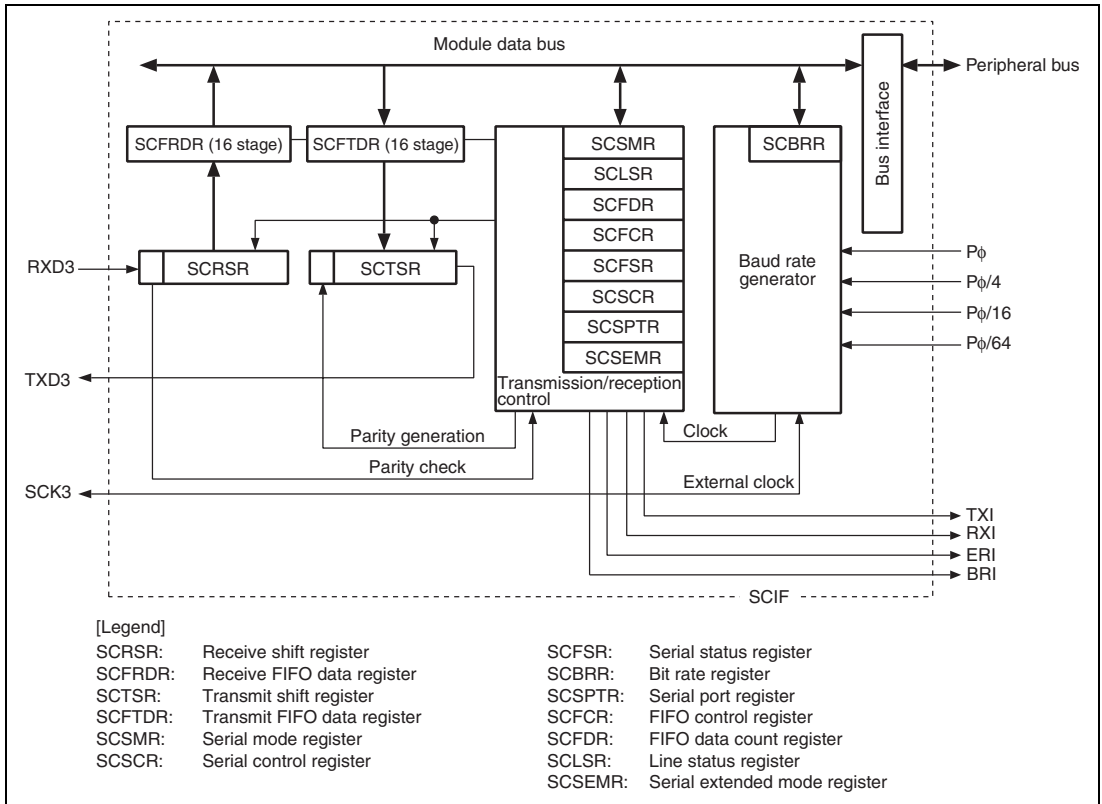 Module data bus
Peripheral bus
Bus interface
SCFRDR (16 stage)
SCFTDR (16 stage)
SCSMR
SCLSR
SCFDR
SCFCR
SCFSR
SCSCR
SCSPTR
SCSEMR
Transmission/reception
control
SCBRR
Baud rate
generator
RXD3
SCRSR
SCTSR
Pϕ
Pϕ/4
Pϕ/16
Pϕ/64
TXD3
Parity generation
Clock
Parity check
SCK3
External clock
TXI
RXI
ERI
BRI
SCIF
[Legend]
SCRSR: Receive shift register
SCFRDR: Receive FIFO data register
SCTSR: Transmit shift register
SCFTDR: Transmit FIFO data register
SCSMR: Serial mode register
SCSCR: Serial control register
SCFSR: Serial status register
SCBRR: Bit rate register
SCSPTR: Serial port register
SCFCR: FIFO control register
SCFDR: FIFO data count register
SCLSR: Line status register
SCSEMR: Serial extended mode register